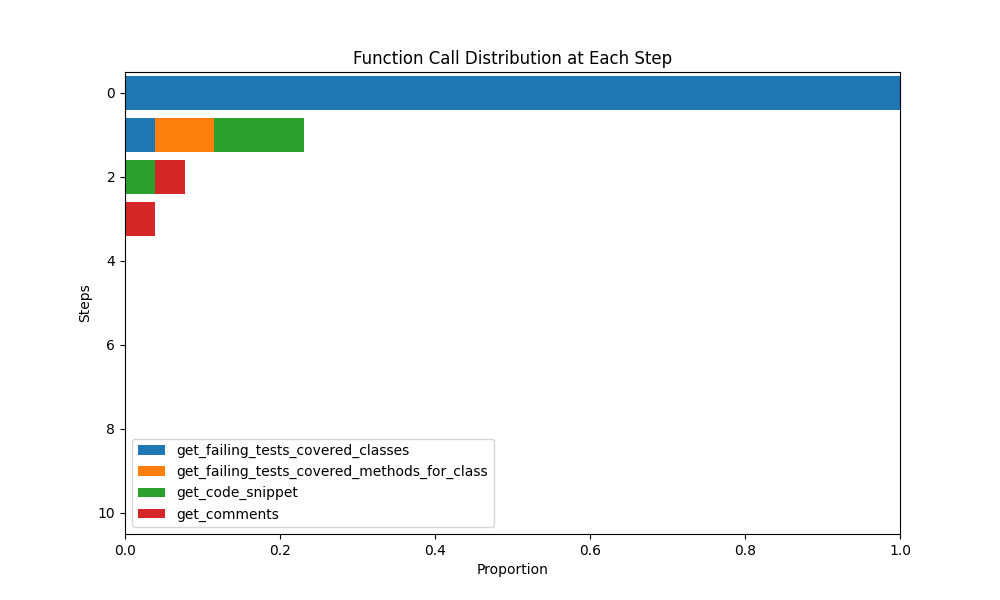 Function Call Distribution at Each Step
0
2
4
6
8
10
Steps
get_failing_tests_covered_classes
get_failing_tests_covered_methods_for_class
get_code_snippet
get_comments
0.0 0.2 0.4 0.6 0.8 1.0
Proportion